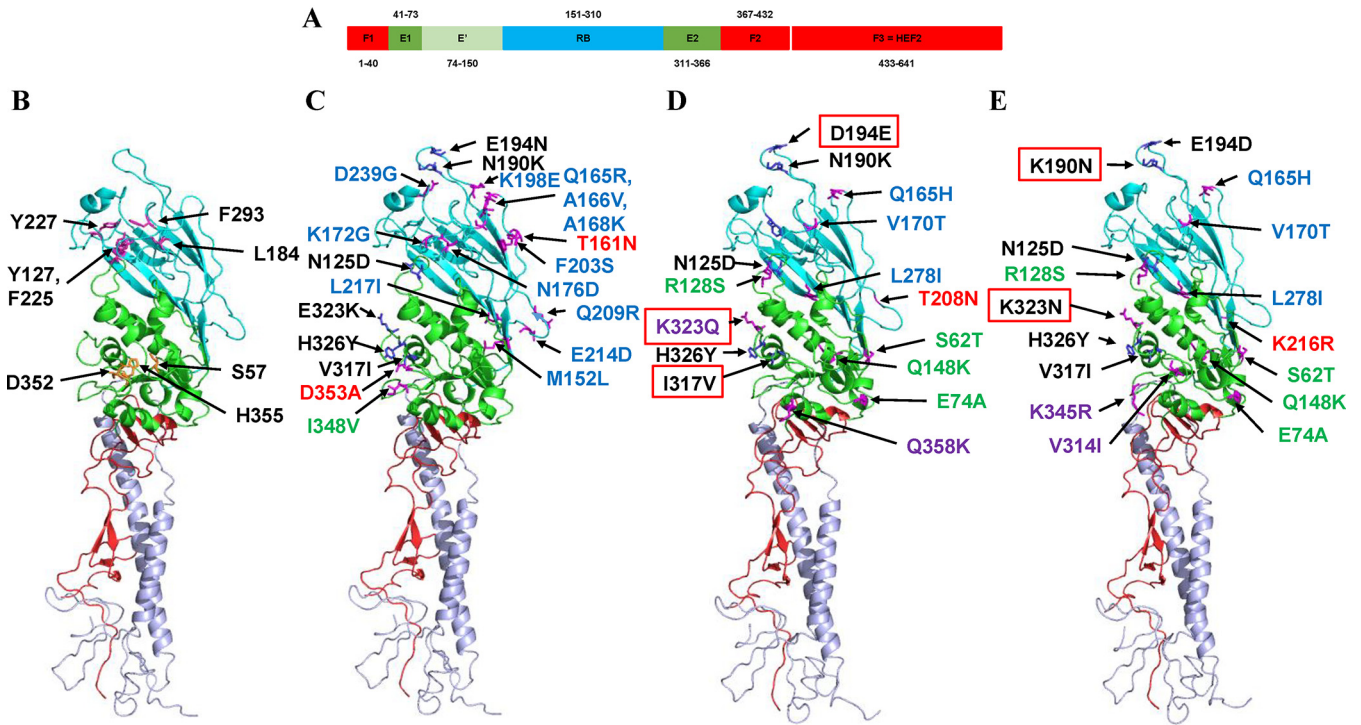 A
41-73
151-310
367-432
F1
E1
E'
RB
E2
F2
F3 = HEF2
1-40
74-150
311-366
433-641
B
Y227
F293
L184
Y127,
F225
D352
S57
H355
C
E194N
N190K
D239G
K198E
Q165R,
A166V,
A168K
K172G
T161N
F203S
N125D
N176D
L217I
Q209R
E323K
H326Y
E214D
V317I
M152L
D353A
I348V
D
D194E
N190K
Q165H
V170T
N125D
R128S
L278I
T208N
K323Q
S62T
H326Y
Q148K
I317V
E74A
Q358K
E
E194D
K190N
Q165H
V170T
N125D
R128S
L278I
K323N
K216R
H326Y
V317I
S62T
Q148K
K345R
E74A
V314I